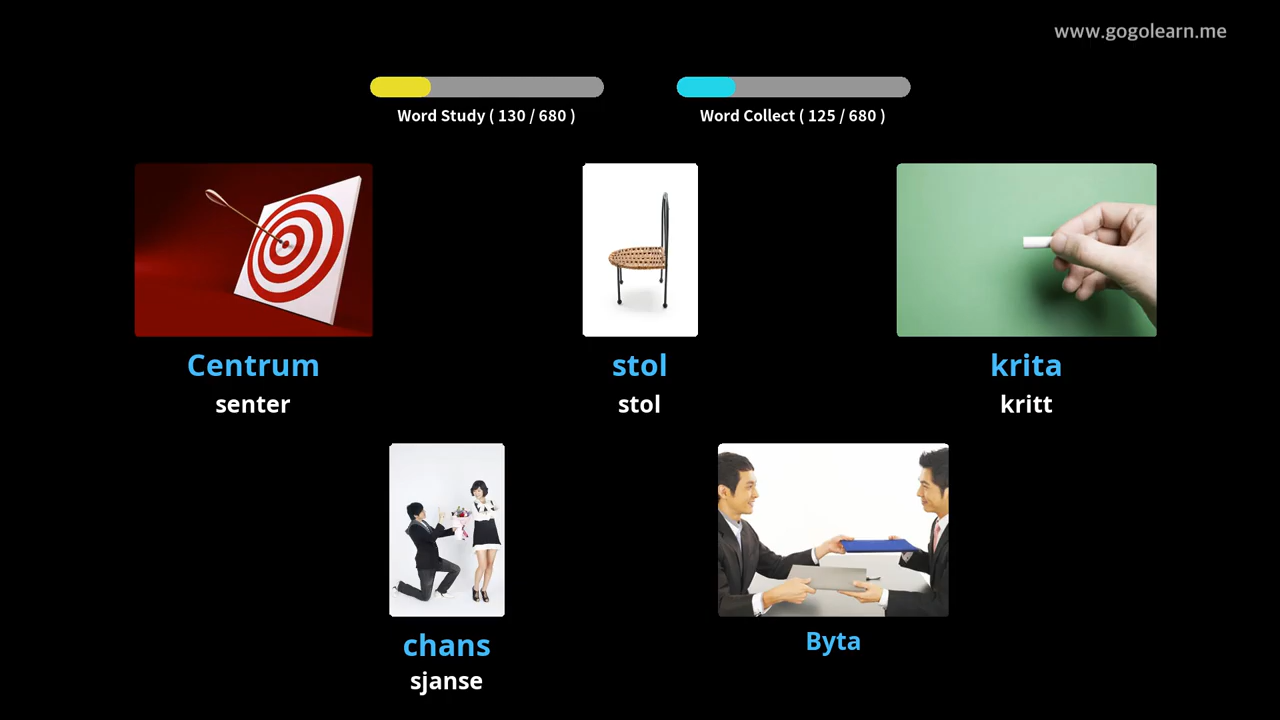 www.gogolearn.me
Word Study ( 130 / 680 )
Word Collect ( 125 / 680 )
Centrum
senter
stol
stol
krita
kritt
chans
sjanse
Byta